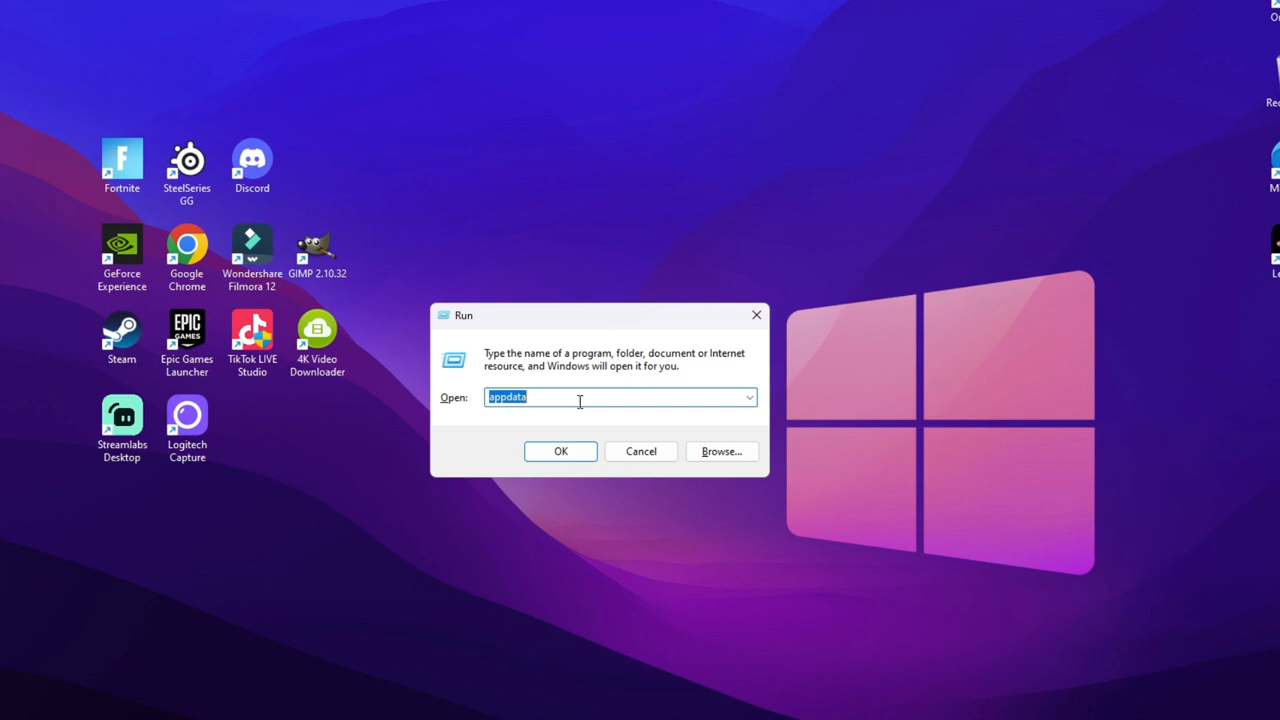 Fortnite
SteelSeries
GG
Discord
GeForce
Experience
Google
Chrome
Wondershare
Filmora 12
GIMP 2.10.32
Steam
EPIC
GAMES
Epic Games
Launcher
TikTok LIVE
Studio
4K Video
Downloader
Streamlabs
Desktop
Logitech
Capture
Run
Type the name of a program, folder, document or Internet
resource, and Windows will open it for you.
Open: appdata
OK Cancel Browse...